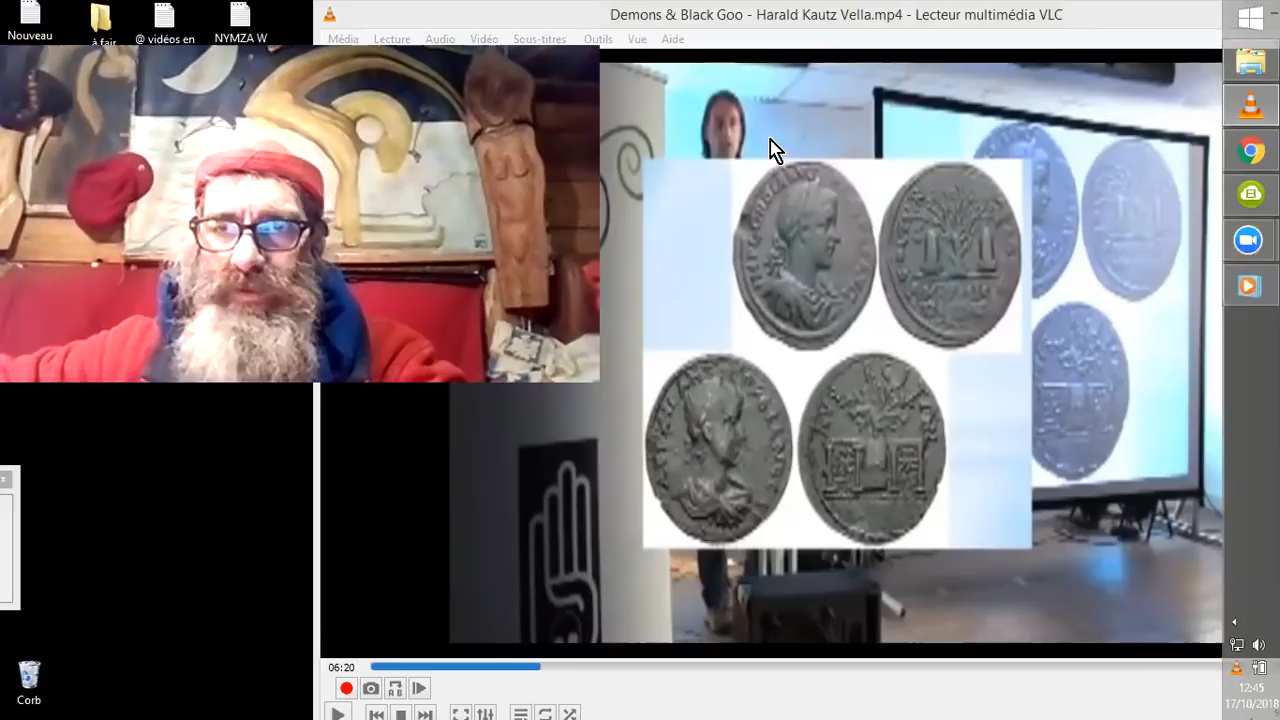 Demons & Black Goo - Harald Kautz Vella.mp4 - Lecteur multimédia VLC
Média Lecture Audio Vidéo Sous-titres Outils Vue Aide
Nouveau
à fair
@ vidéos en
NYMZA W
06:20
Corb
12:45
17/10/2018